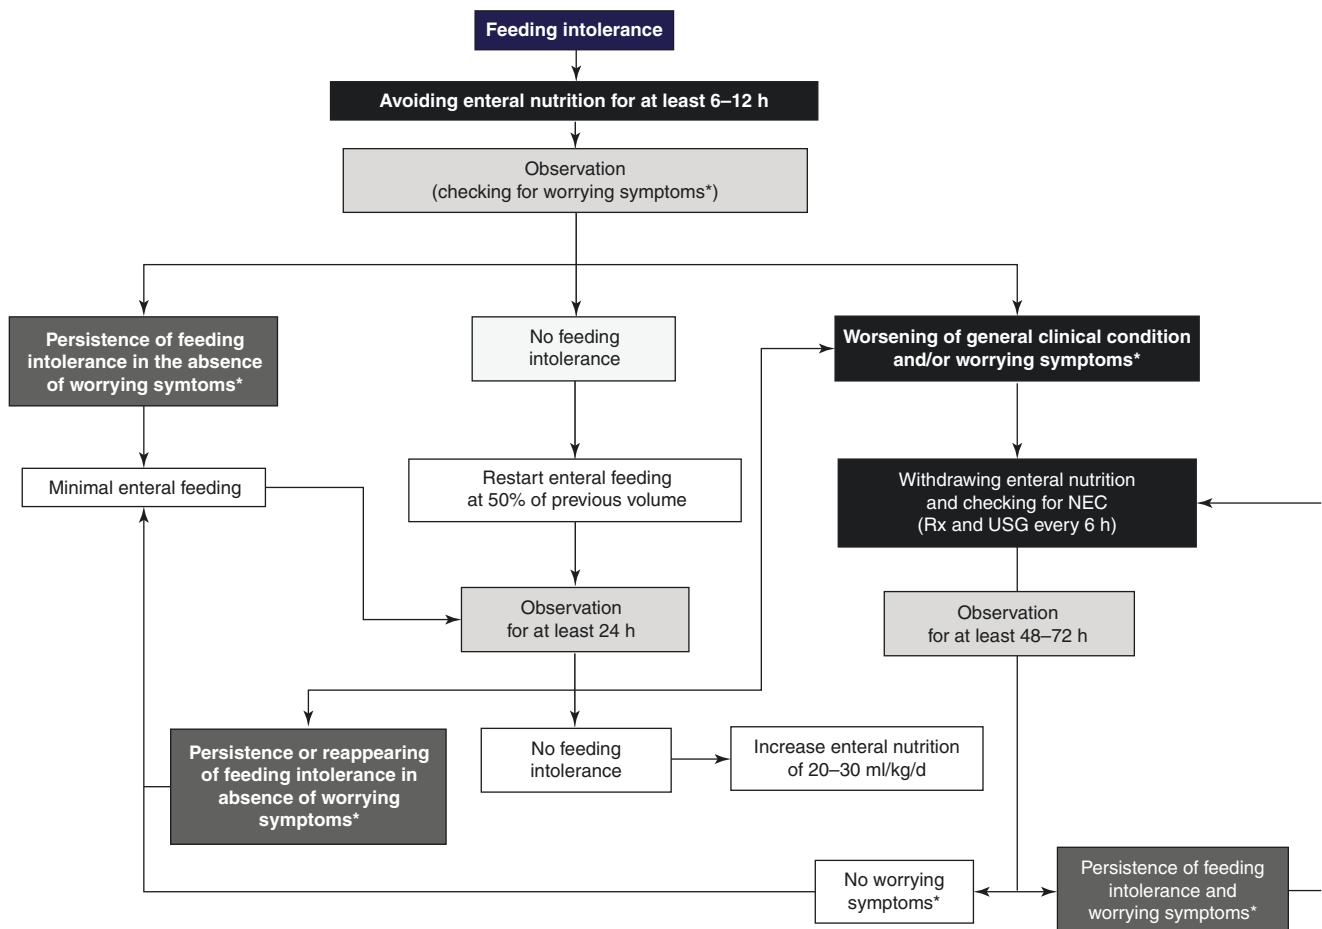 Feeding intolerance
Avoiding enteral nutrition for at least 6–12 h
Observation
(checking for worrying symptoms*)
Persistence of feeding
intolerance in the absence
of worrying symtoms*
No feeding
intolerance
Worsening of general clinical condition
and/or worrying symptoms*
Minimal enteral feeding
Restart enteral feeding
at 50% of previous volume
Withdrawing enteral nutrition
and checking for NEC
(Rx and USG every 6 h)
Observation
for at least 24 h
Observation
for at least 48–72 h
Persistence or reappearing
of feeding intolerance in
absence of worrying
symptoms*
No feeding
intolerance
Increase enteral nutrition
of 20–30 ml/kg/d
No worrying
symptoms*
Persistence of feeding
intolerance and
worrying symptoms*